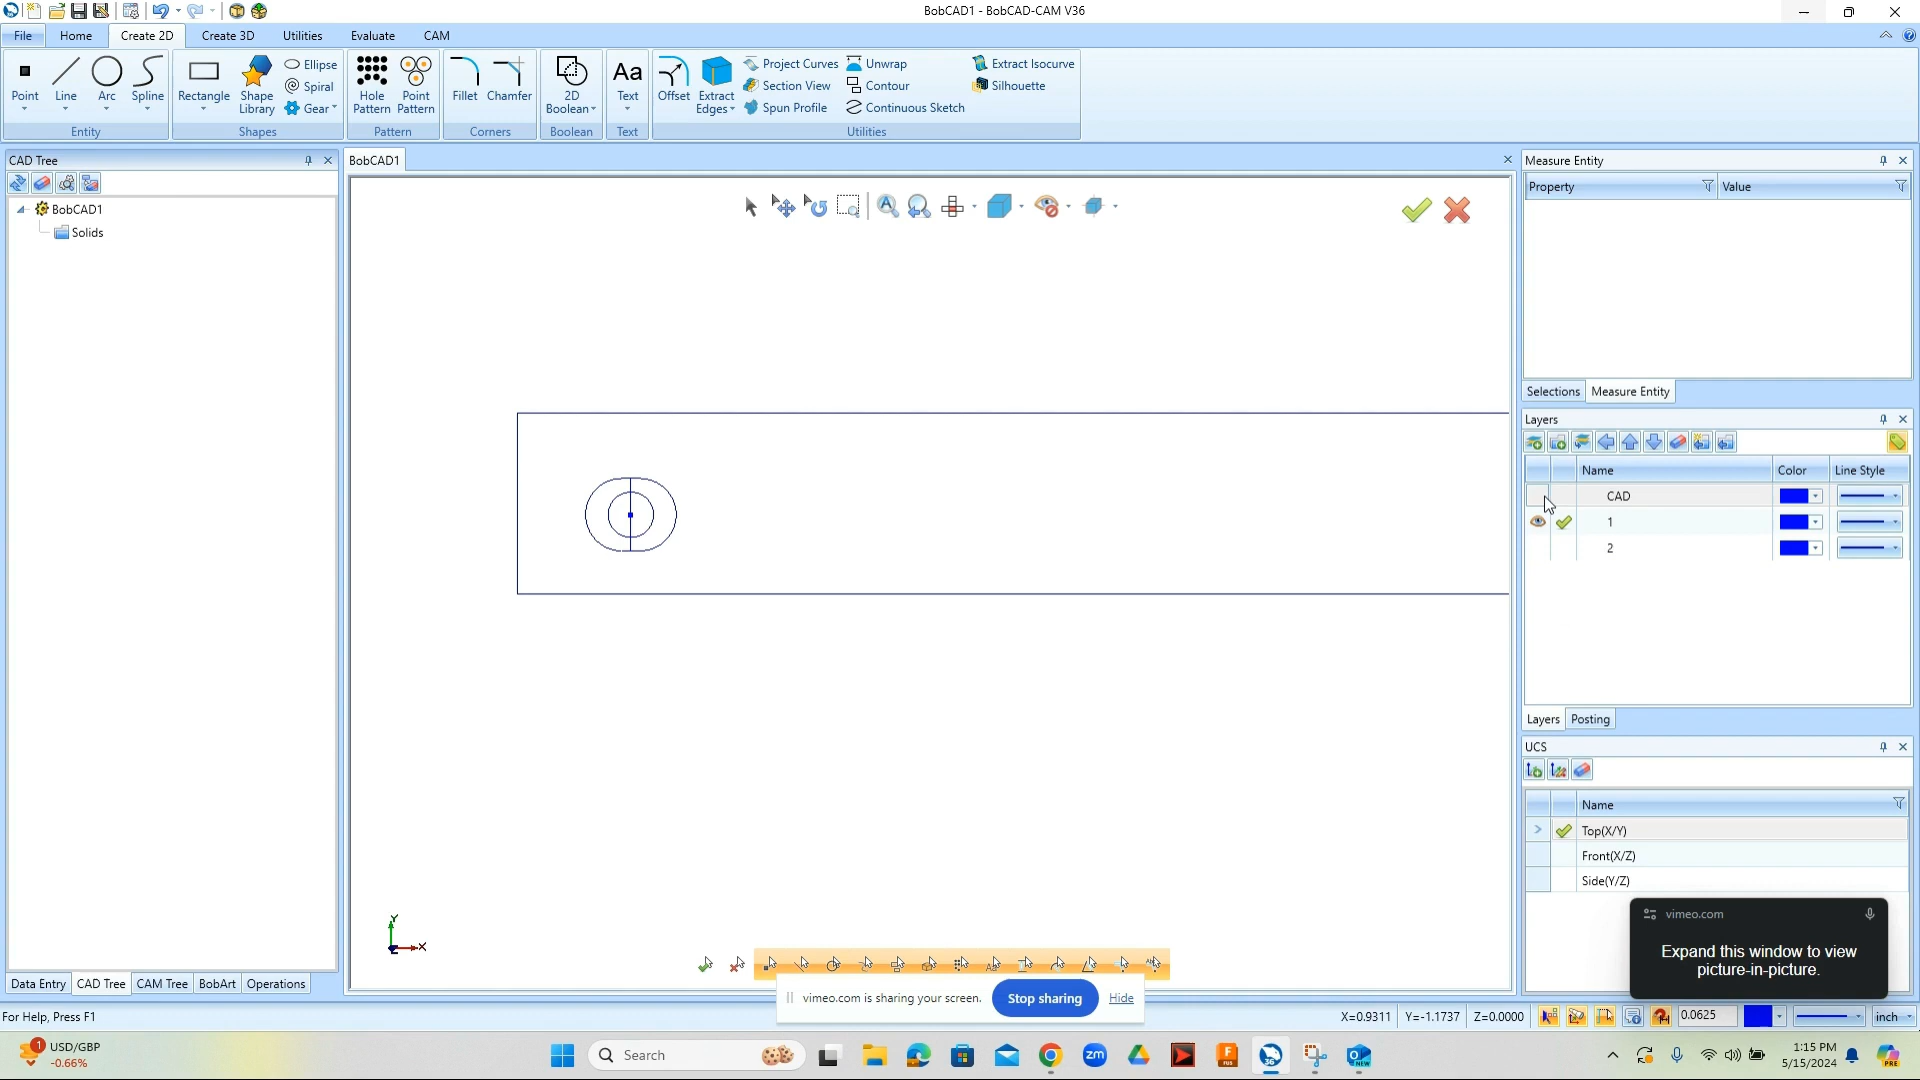 BobCAD1 - BobCAD-CAM V36
File Home Create 2D Create 3D Utilities Evaluate CAM
Point Line Arc Spline
Entity
Rectangle Shape Library Ellipse Spiral Gear
Shapes
Hole Pattern Point Pattern
Pattern
Fillet Chamfer
Corners
2D Boolean
Boolean
Aa
Text
Text
Offset Extract Edges Project Curves Unwrap Extract Isocurve
Section View Contour Silhouette
Spun Profile Continuous Sketch
Utilities
CAD Tree
BobCAD1
Solids
BobCAD1
Measure Entity
Property Value
Selections Measure Entity
Layers
Name Color Line Style
CAD
1
2
Layers Posting
UCS
Name
Top(X/Y)
Front(X/Z)
Side(Y/Z)
vimeo.com
Expand this window to view
picture-in-picture.
Y
X
Data Entry CAD Tree CAM Tree BobArt Operations
vimeo.com is sharing your screen. Stop sharing Hide
For Help, Press F1
X=0.9311 Y=-1.1737 Z=0.0000 0.0625 inch
1 USD/GBP
-0.66%
Search
zm
1:15 PM
5/15/2024